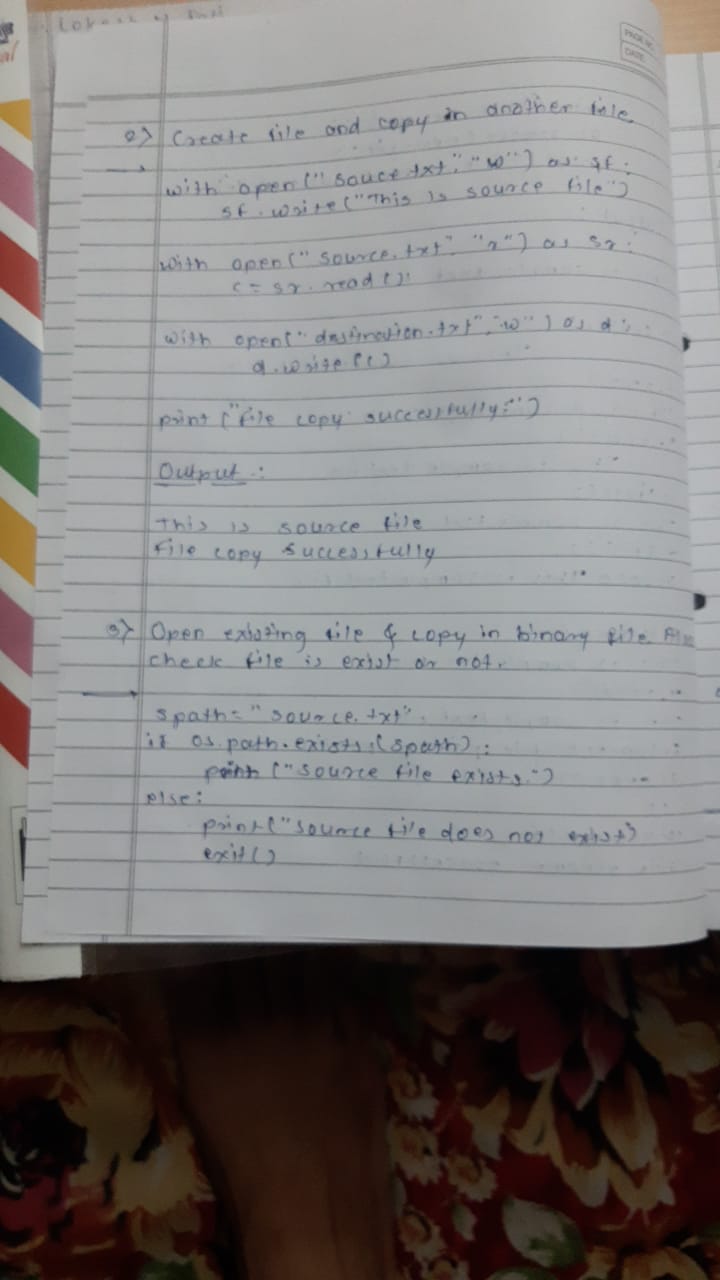 PAGE NO.
DATE
2) Create file and copy in another file.
with open("souce.txt", "w") as sf:
sf.write("This is source file")
with open("source.txt", "r") as sr:
c = sr.read()
with open("destination.txt", "w") as d:
d.write(c)
print("file copy successfully:")
Output :
This is source file
File copy successfully
3) Open existing file & copy in binary file.
check file is exist or not.
spath = "source.txt".
if os.path.exists(spath):
print("source file exists.")
else:
print("source file does not exist")
exit()